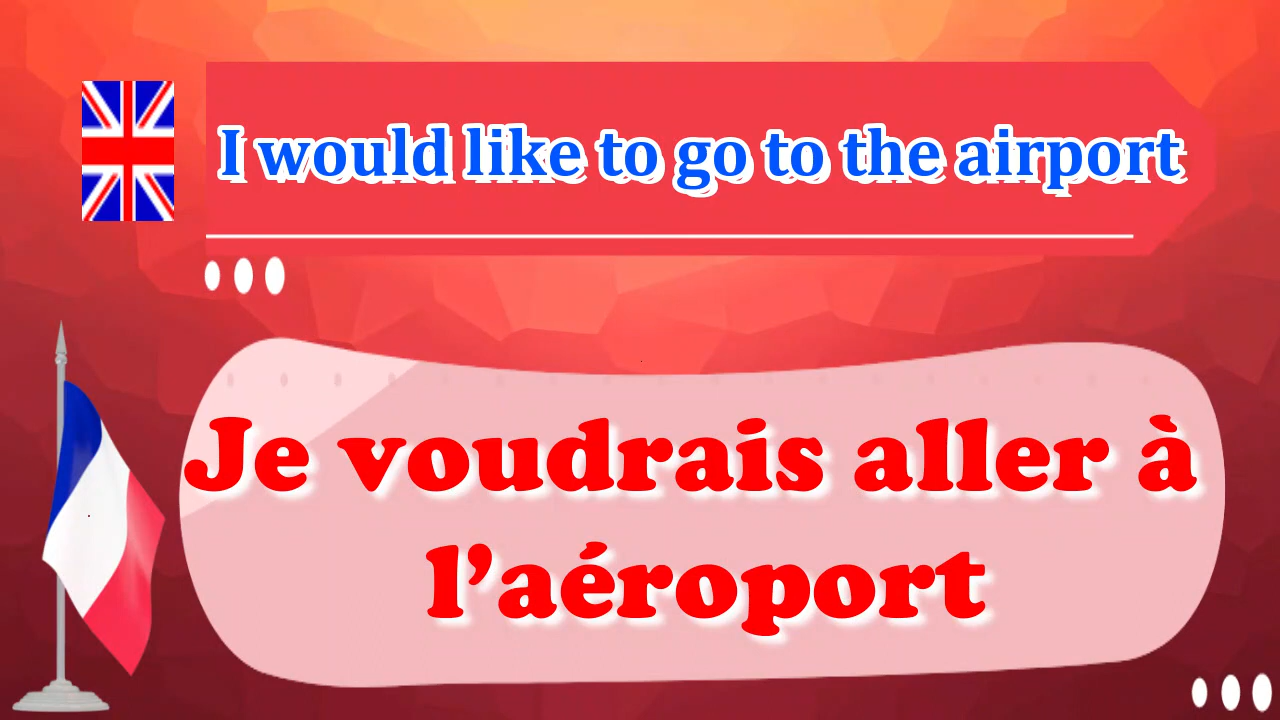 I would like to go to the airport
Je voudrais aller à
l’aéroport